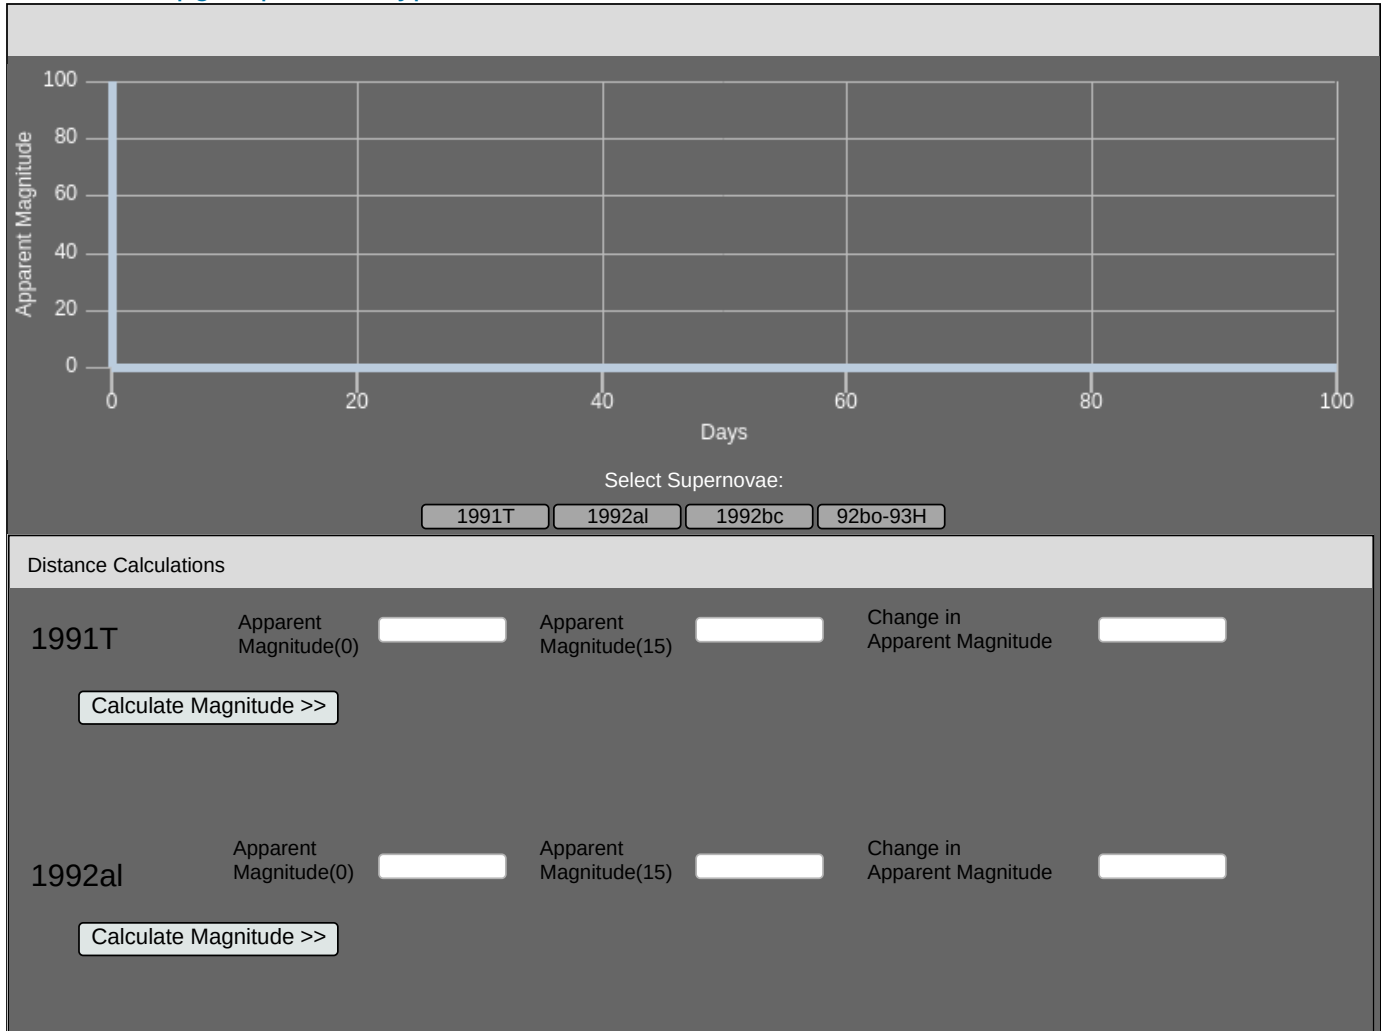 100
80
60
40
20
0
Apparent Magnitude
0 20 40 60 80 100
Days
Select Supernovae:
1991T 1992al 1992bc 92bo-93H
Distance Calculations
1991T
Apparent
Magnitude(0)
Apparent
Magnitude(15)
Change in
Apparent Magnitude
Calculate Magnitude >>
1992al
Apparent
Magnitude(0)
Apparent
Magnitude(15)
Change in
Apparent Magnitude
Calculate Magnitude >>